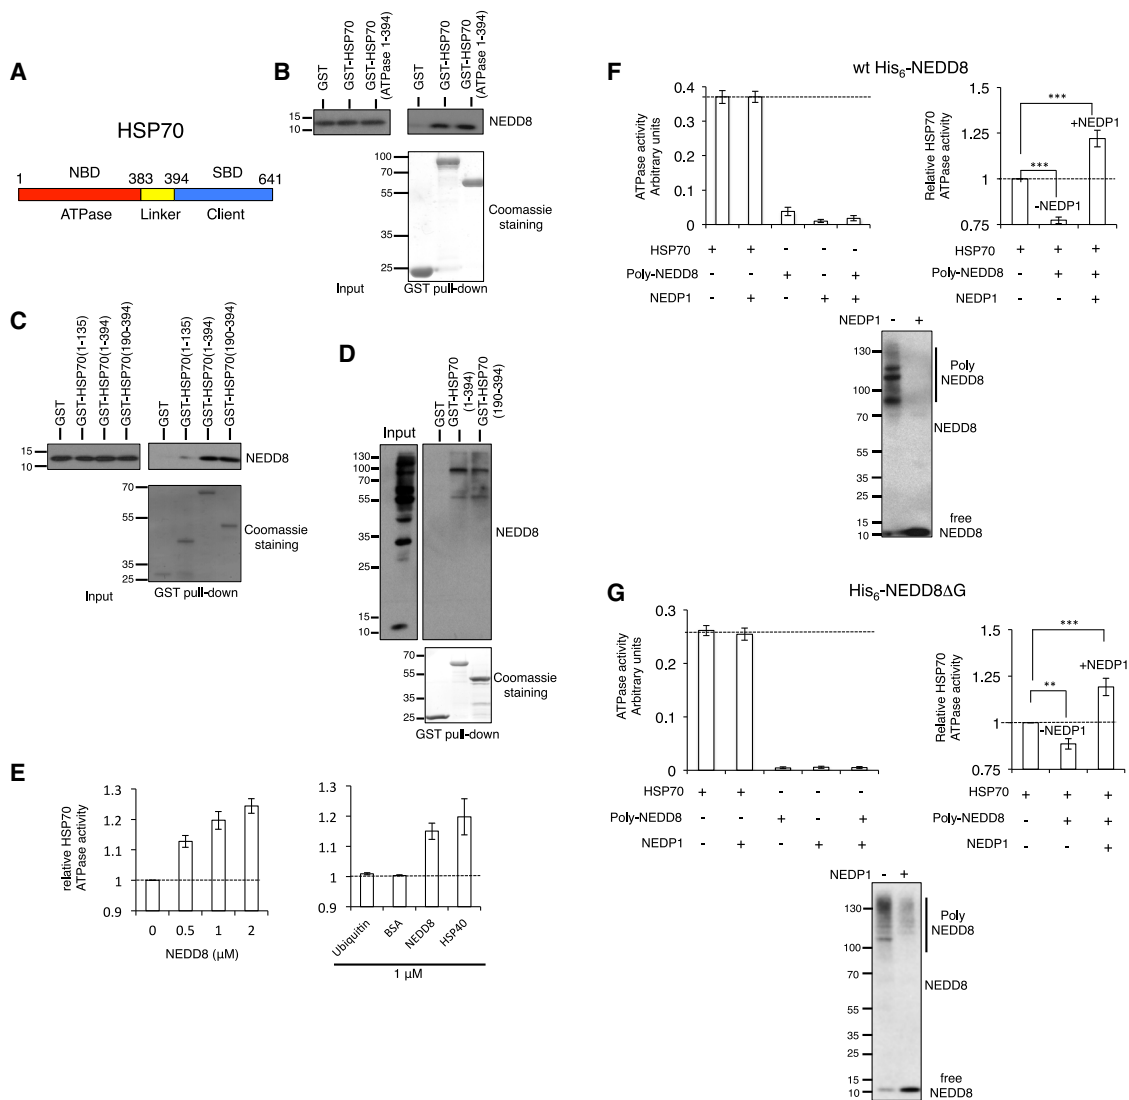 A
HSP70
NBD
SBD
1
383
394
641
ATPase
Linker
Client
B
GST
GST-HSP70
GST-HSP70
(ATPase 1-394)
GST
GST-HSP70
GST-HSP70
(ATPase 1-394)
15
10
NEDD8
100
70
55
35
25
Coomassie
staining
Input
GST pull-down
C
GST
GST-HSP70(1-135)
GST-HSP70(1-394)
GST-HSP70(190-394)
GST
GST-HSP70(1-135)
GST-HSP70(1-394)
GST-HSP70(190-394)
15
10
NEDD8
70
55
35
25
Coomassie
staining
Input
GST pull-down
D
Input
GST
GST-HSP70
(1-394)
GST-HSP70
(190-394)
130
100
70
55
35
25
15
10
NEDD8
70
55
35
25
Coomassie
staining
GST pull-down
E
relative HSP70
ATPase activity
1.3
1.2
1.1
1
0.9
0 0.5 1 2
NEDD8 (μM)
1.3
1.2
1.1
1
0.9
Ubiquitin
BSA
NEDD8
HSP40
1 μM
F
wt His6-NEDD8
ATPase activity
Arbitrary units
0.4
0.3
0.2
0.1
0
HSP70 + + - - -
Poly-NEDD8 - - + - +
NEDP1 - + - + +
Relative HSP70
ATPase activity
1.5
1.25
1
0.75
***
+NEDP1
***
-NEDP1
HSP70 + + +
Poly-NEDD8 - + +
NEDP1 - - +
NEDP1 - +
130
100
70
55
35
25
15
10
Poly
NEDD8
NEDD8
free
NEDD8
G
His6-NEDD8ΔG
ATPase activity
Arbitrary units
0.3
0.2
0.1
0
HSP70 + + - - -
Poly-NEDD8 - - + - +
NEDP1 - + - + +
Relative HSP70
ATPase activity
1.5
1.25
1
0.75
***
+NEDP1
**
-NEDP1
HSP70 + + +
Poly-NEDD8 - + +
NEDP1 - - +
NEDP1 - +
130
100
70
55
35
25
15
10
Poly
NEDD8
NEDD8
free
NEDD8